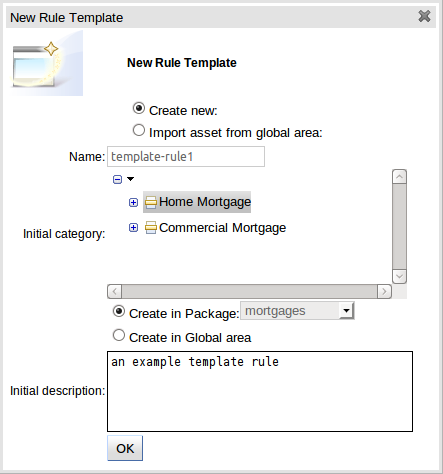 New Rule Template
New Rule Template
Create new:
Import asset from global area:
Name: template-rule1
Home Mortgage
Initial category:
Commercial Mortgage
Create in Package: mortgages
Create in Global area
an example template rule
Initial description:
OK